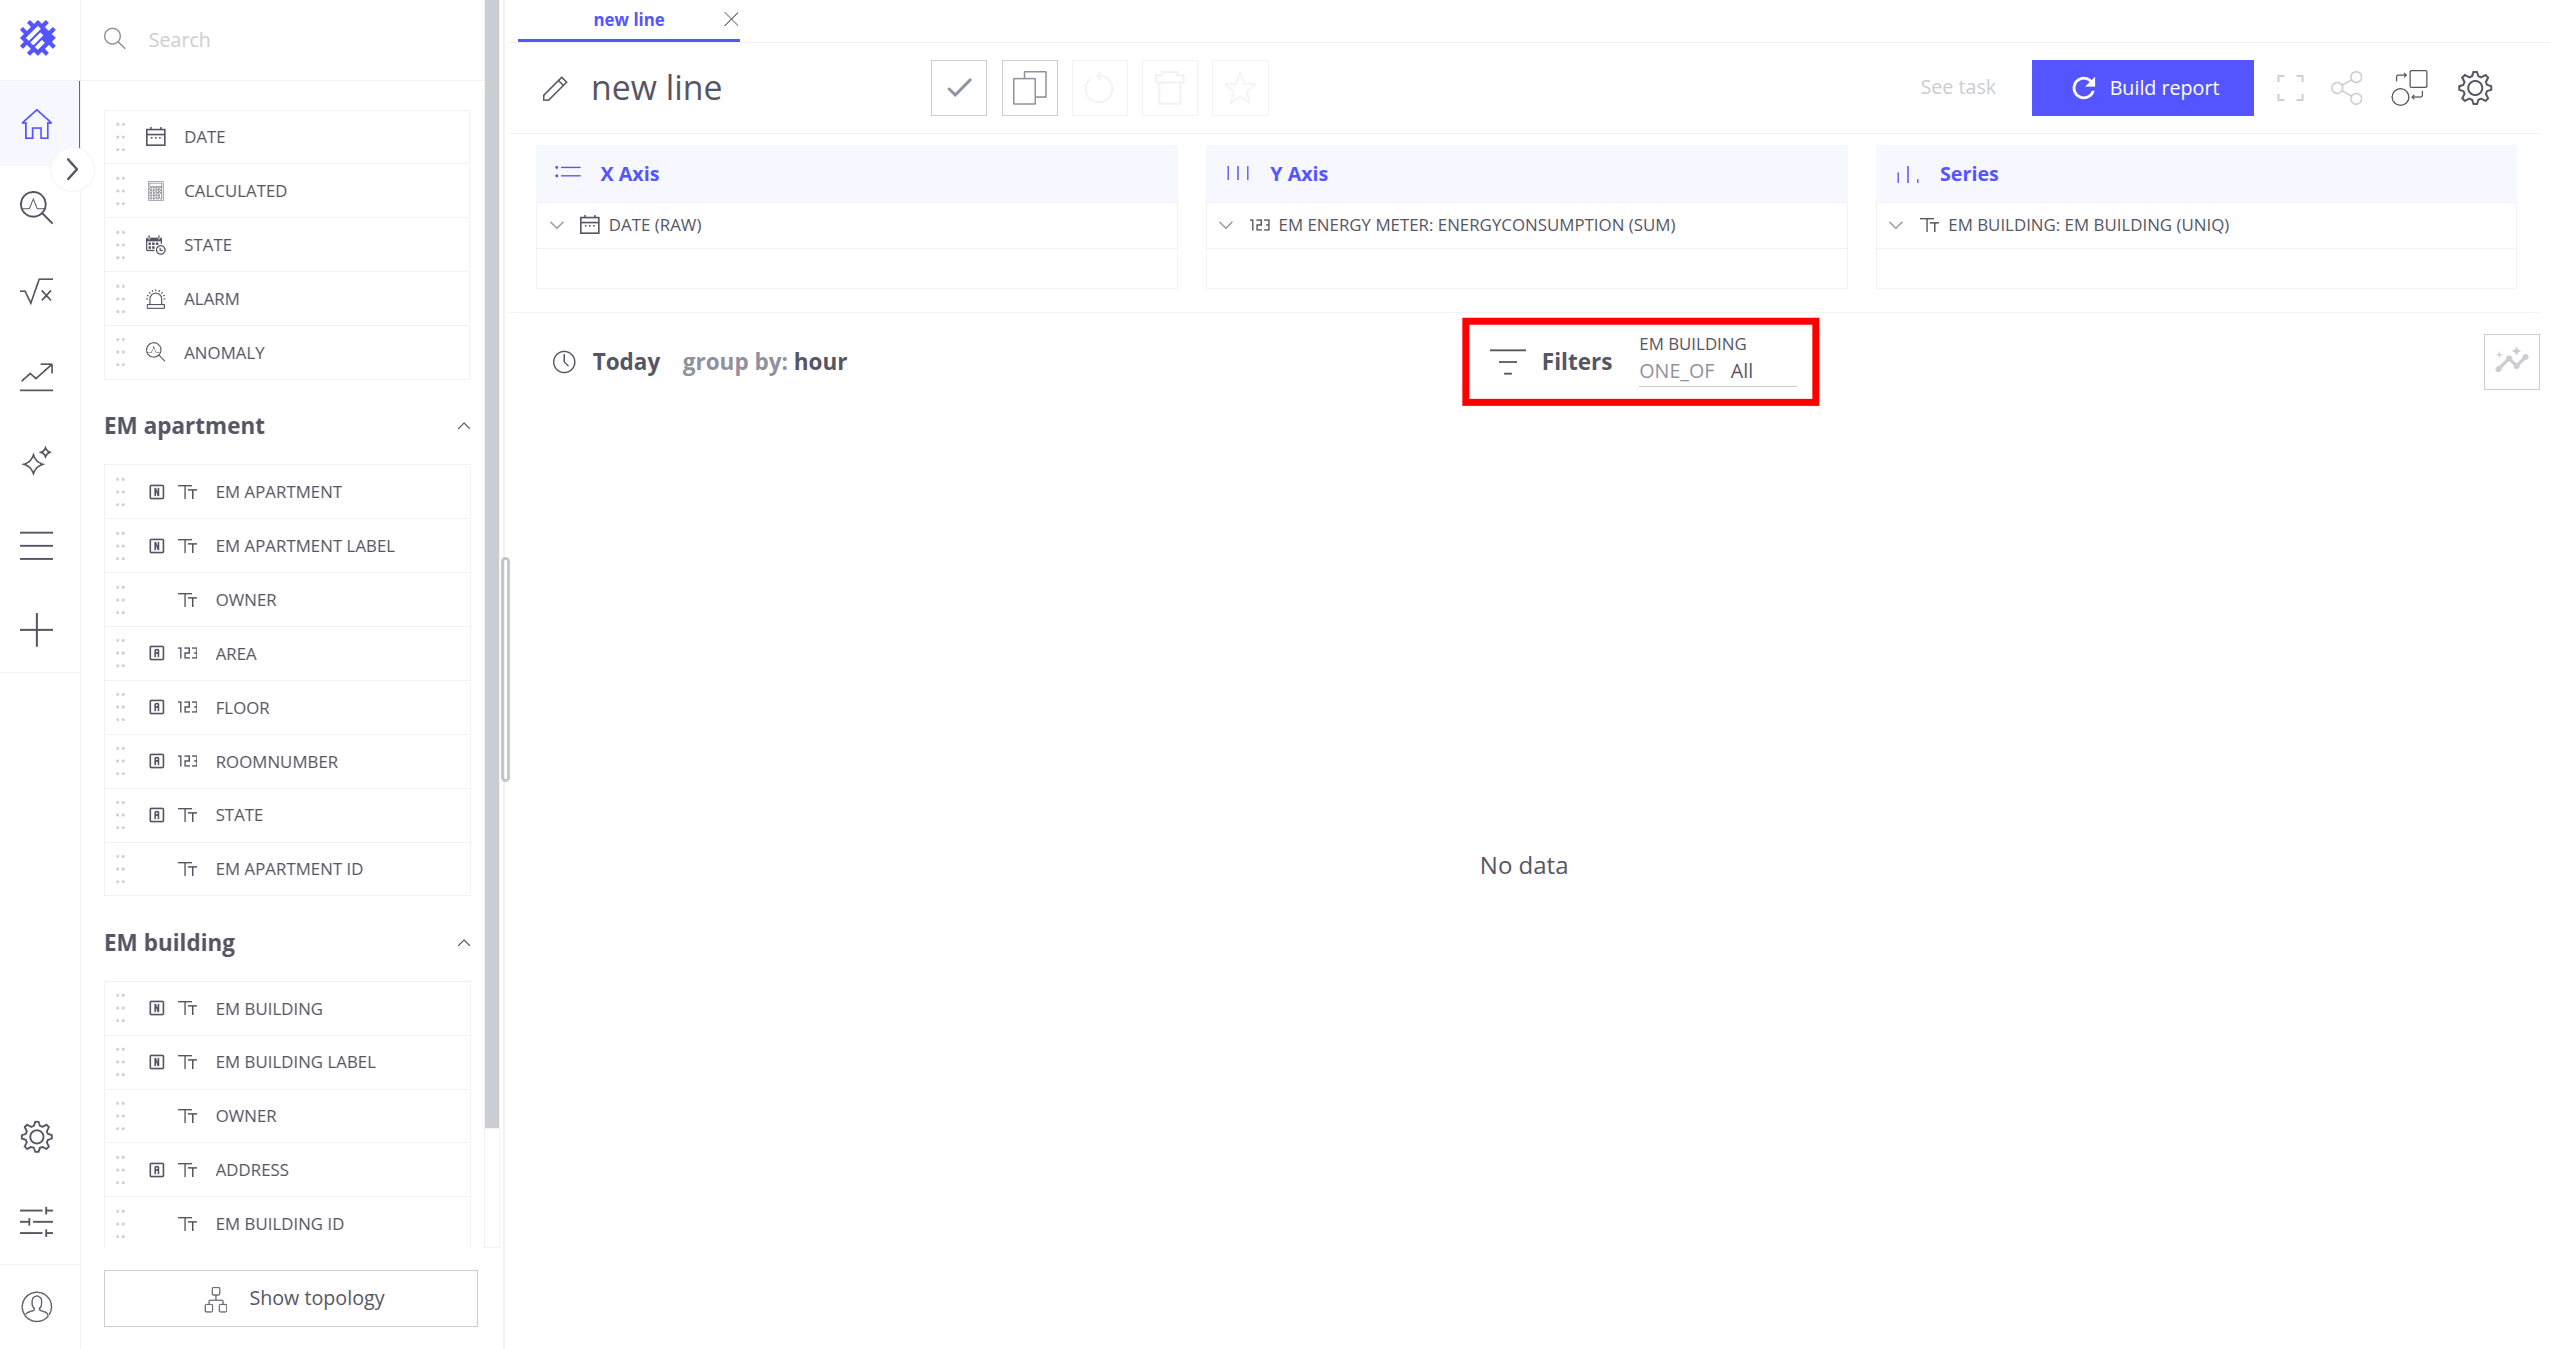 Search
DATE
CALCULATED
STATE
ALARM
ANOMALY
EM apartment
EM APARTMENT
EM APARTMENT LABEL
OWNER
AREA
FLOOR
ROOMNUMBER
STATE
EM APARTMENT ID
EM building
EM BUILDING
EM BUILDING LABEL
OWNER
ADDRESS
EM BUILDING ID
Show topology
new line
new line
See task
Build report
X Axis
DATE (RAW)
Y Axis
123 EM ENERGY METER: ENERGYCONSUMPTION (SUM)
Series
EM BUILDING: EM BUILDING (UNIQ)
Today group by: hour
Filters
EM BUILDING
ONE_OF All
No data